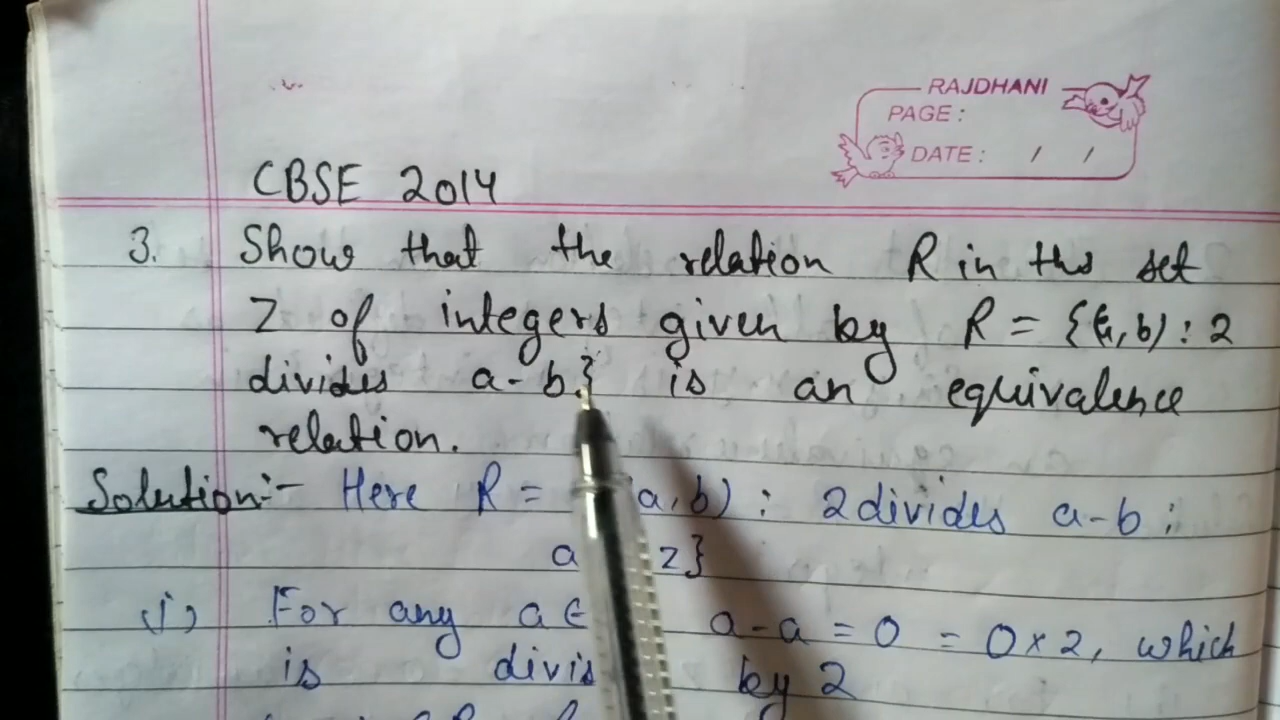 RAJDHANI
PAGE :
DATE : / /
CBSE 2014
3. Show that the relation R in the set
Z of integers given by R = {(a, b) : 2
divides a-b.} is an equivalence
relation.
Solution:- Here R = a, b) : 2 divides a-b ;
a z}
(i) For any a ∈ a-a = 0 = 0×2, which
is by 2